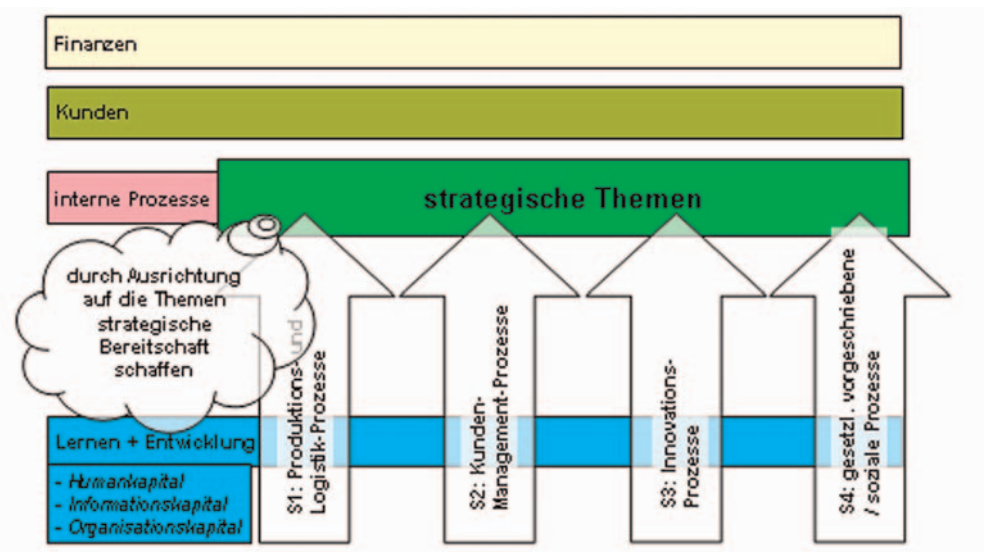 Finanzen
Kunden
interne Prozesse
strategische Themen
durch Ausrichtung
auf die Themen
strategische
Bereitschaft
schaffen
S1: Produktions- und
Logistik-Prozesse
S2: Kunden-
Management-Prozesse
S3: Innovations-
Prozesse
S4: gesetzl. vorgeschriebene
/ soziale Prozesse
Lernen + Entwicklung
- Humankapital
- Informationskapital
- Organisationskapital